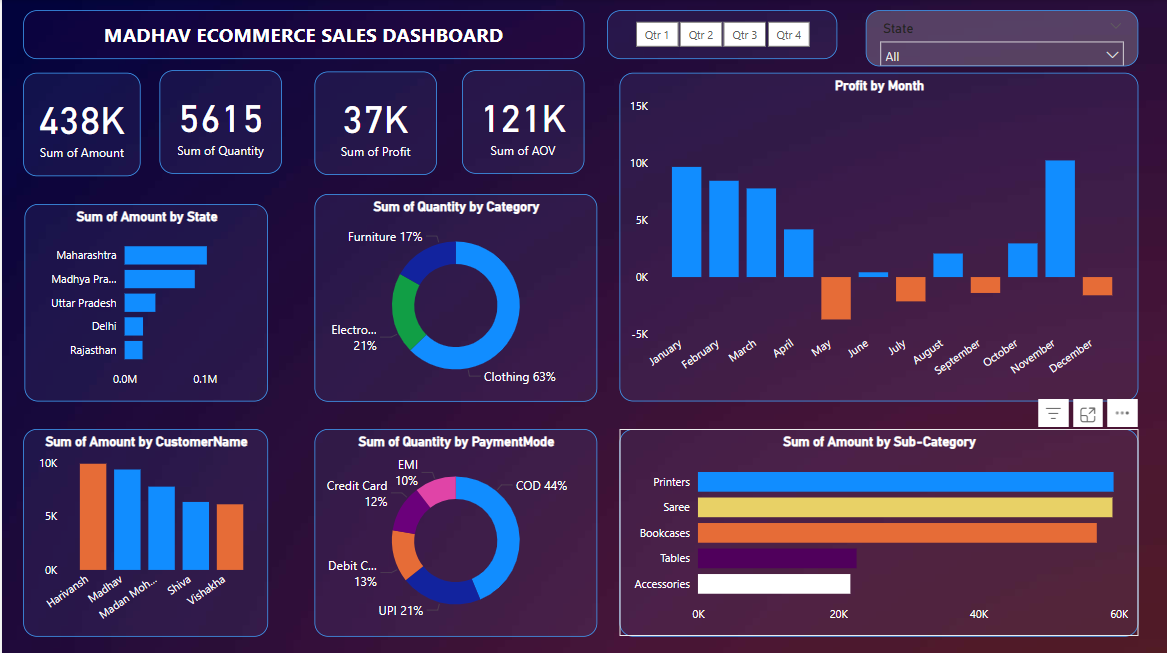 MADHAV ECOMMERCE SALES DASHBOARD
Qtr 1 Qtr 2 Qtr 3 Qtr 4
State
All
438K
Sum of Amount
5615
Sum of Quantity
37K
Sum of Profit
121K
Sum of AOV
Profit by Month
15K
10K
5K
0K
-5K
January February March April May June July August September October November December
Sum of Amount by State
Maharashtra
Madhya Pra...
Uttar Pradesh
Delhi
Rajasthan
0.0M 0.1M
Sum of Quantity by Category
Furniture 17%
Electro...
21%
Clothing 63%
Sum of Amount by CustomerName
10K
5K
0K
Harivansh Madhav Madan Moh... Shiva Vishakha
Sum of Quantity by PaymentMode
EMI
10%
COD 44%
Credit Card
12%
Debit C...
13%
UPI 21%
Sum of Amount by Sub-Category
Printers
Saree
Bookcases
Tables
Accessories
0K 20K 40K 60K